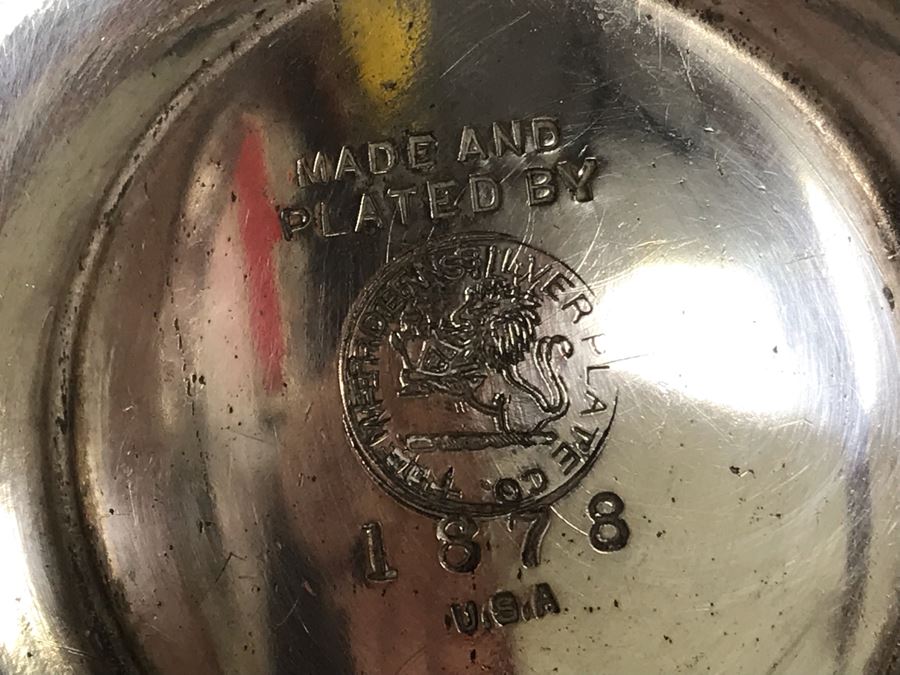 MADE AND
PLATED BY
THE MERIDEN SILVER PLATE CO.
1878
U.S.A